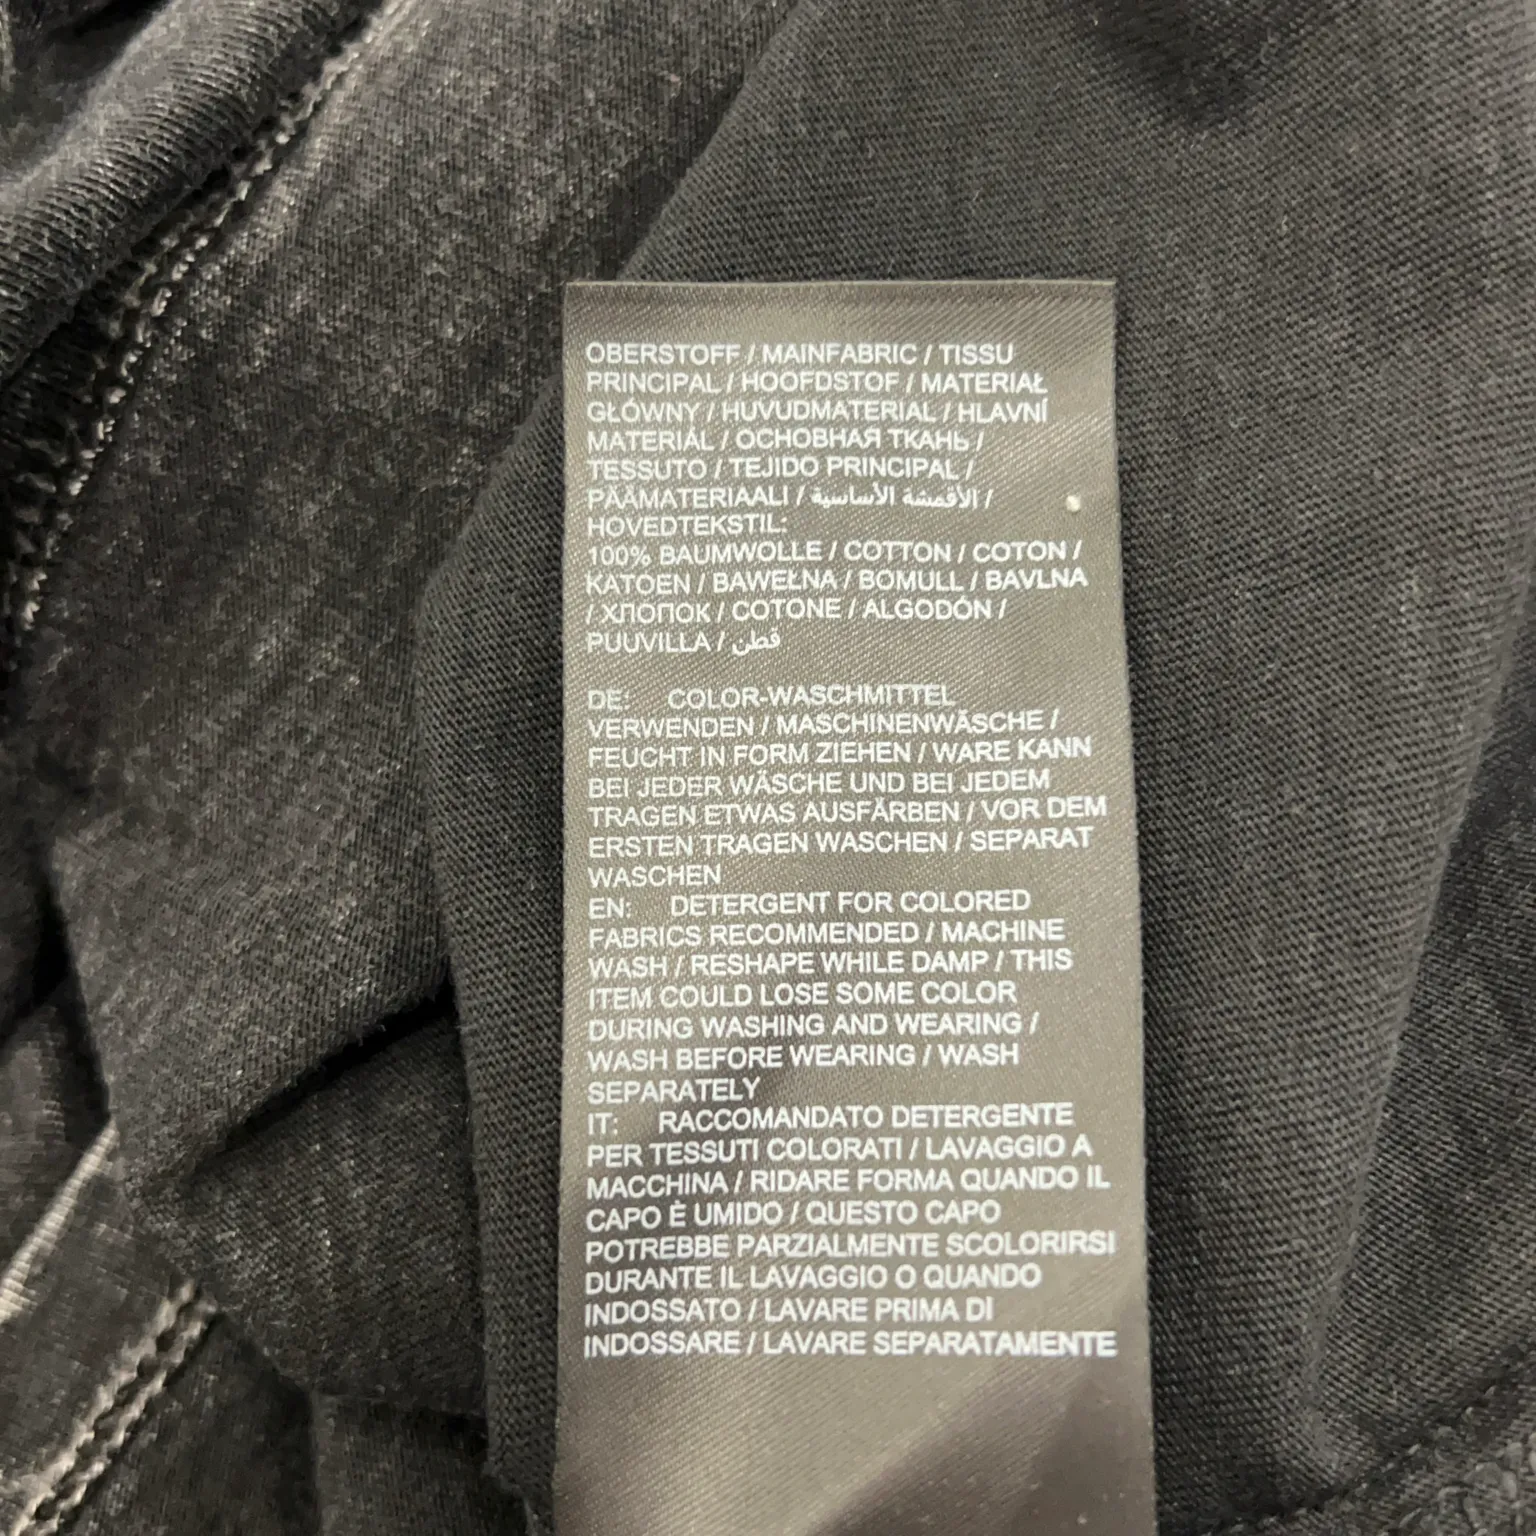 OBERSTOFF / MAINFABRIC / TISSU
PRINCIPAL / HOOFDSTOF / MATERIAŁ
GŁÓWNY / HUVUDMATERIAL / HLAVNÍ
MATERIÁL / ОСНОВНАЯ ТКАНЬ /
TESSUTO / TEJIDO PRINCIPAL /
PÄÄMATERIAALI / الأقمشة الأساسية /
HOVEDTEKSTIL:
100% BAUMWOLLE / COTTON / COTON /
KATOEN / BAWEŁNA / BOMULL / BAVLNA
/ ХЛОПОК / COTONE / ALGODÓN /
PUUVILLA / قطن
DE: COLOR-WASCHMITTEL
VERWENDEN / MASCHINENWÄSCHE /
FEUCHT IN FORM ZIEHEN / WARE KANN
BEI JEDER WÄSCHE UND BEI JEDEM
TRAGEN ETWAS AUSFÄRBEN / VOR DEM
ERSTEN TRAGEN WASCHEN / SEPARAT
WASCHEN
EN: DETERGENT FOR COLORED
FABRICS RECOMMENDED / MACHINE
WASH / RESHAPE WHILE DAMP / THIS
ITEM COULD LOSE SOME COLOR
DURING WASHING AND WEARING /
WASH BEFORE WEARING / WASH
SEPARATELY
IT: RACCOMANDATO DETERGENTE
PER TESSUTI COLORATI / LAVAGGIO A
MACCHINA / RIDARE FORMA QUANDO IL
CAPO È UMIDO / QUESTO CAPO
POTREBBE PARZIALMENTE SCOLORIRSI
DURANTE IL LAVAGGIO O QUANDO
INDOSSATO / LAVARE PRIMA DI
INDOSSARE / LAVARE SEPARATAMENTE